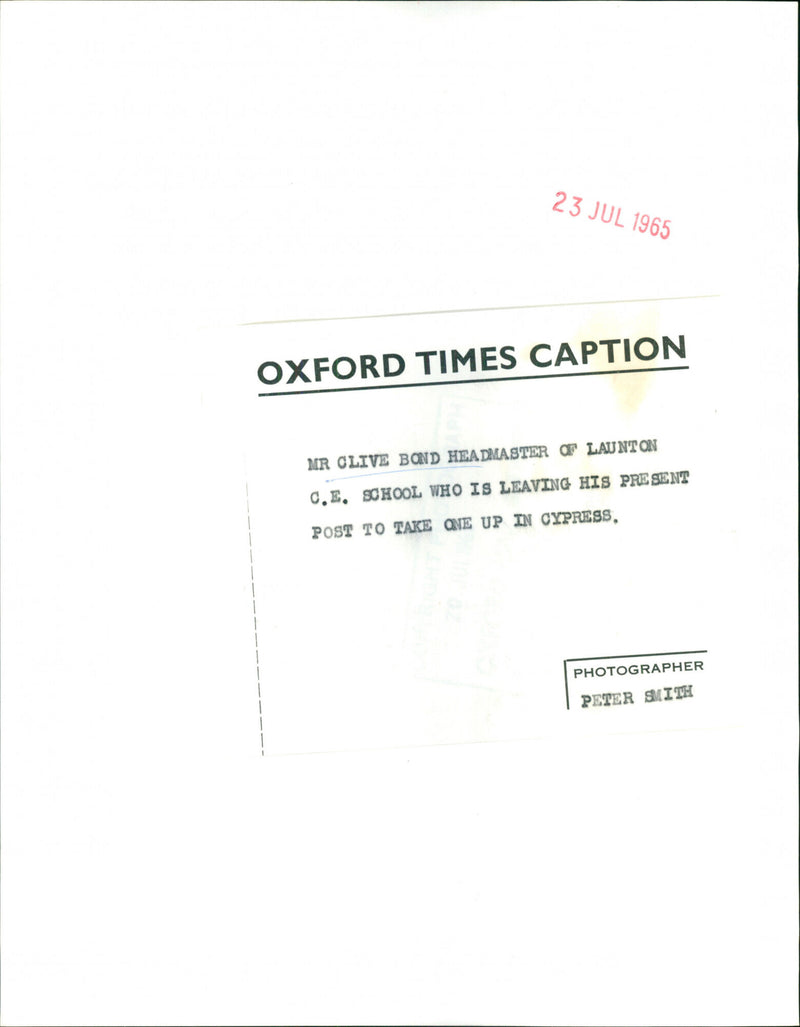 23 JUL 1965
OXFORD TIMES CAPTION
MR CLIVE BOND HEADMASTER OF LAUNTON
C.E. SCHOOL WHO IS LEAVING HIS PRESENT
POST TO TAKE ONE UP IN CYPRESS.
PHOTOGRAPHER
PETER SMITH